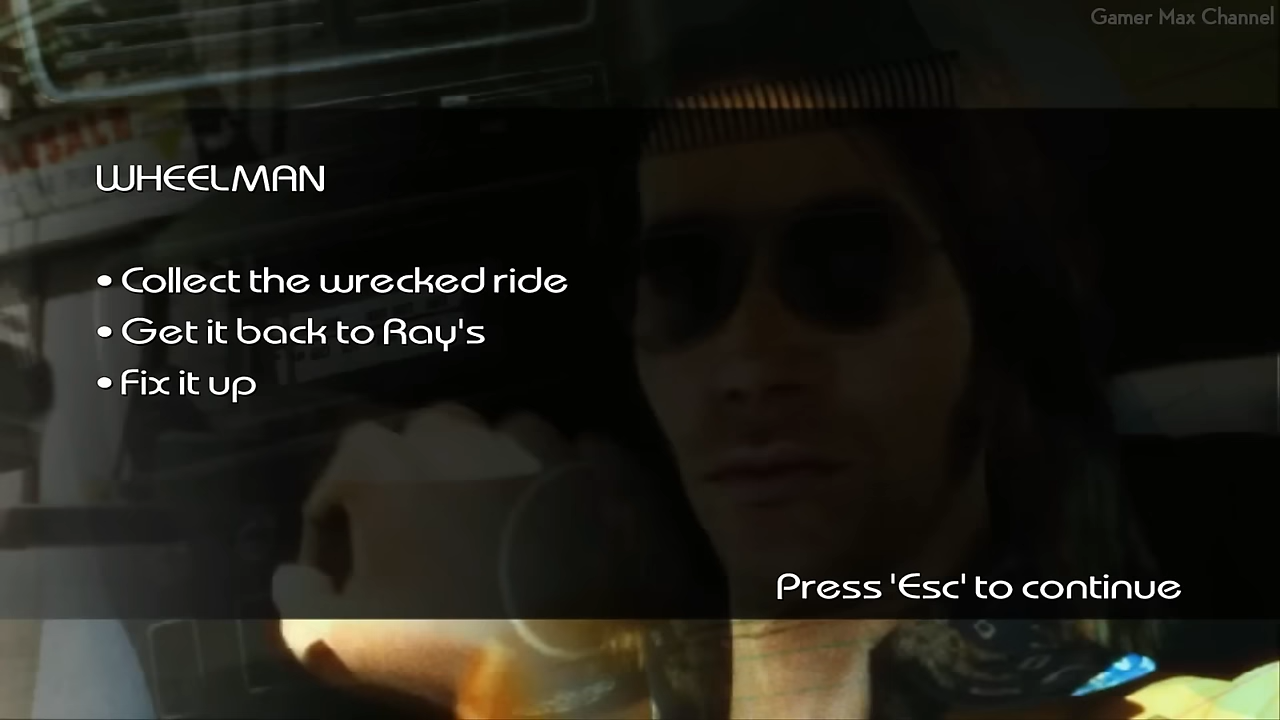 Gamer Max Channel
WHEELMAN
• Collect the wrecked ride
• Get it back to Ray's
• Fix it up
Press 'Esc' to continue